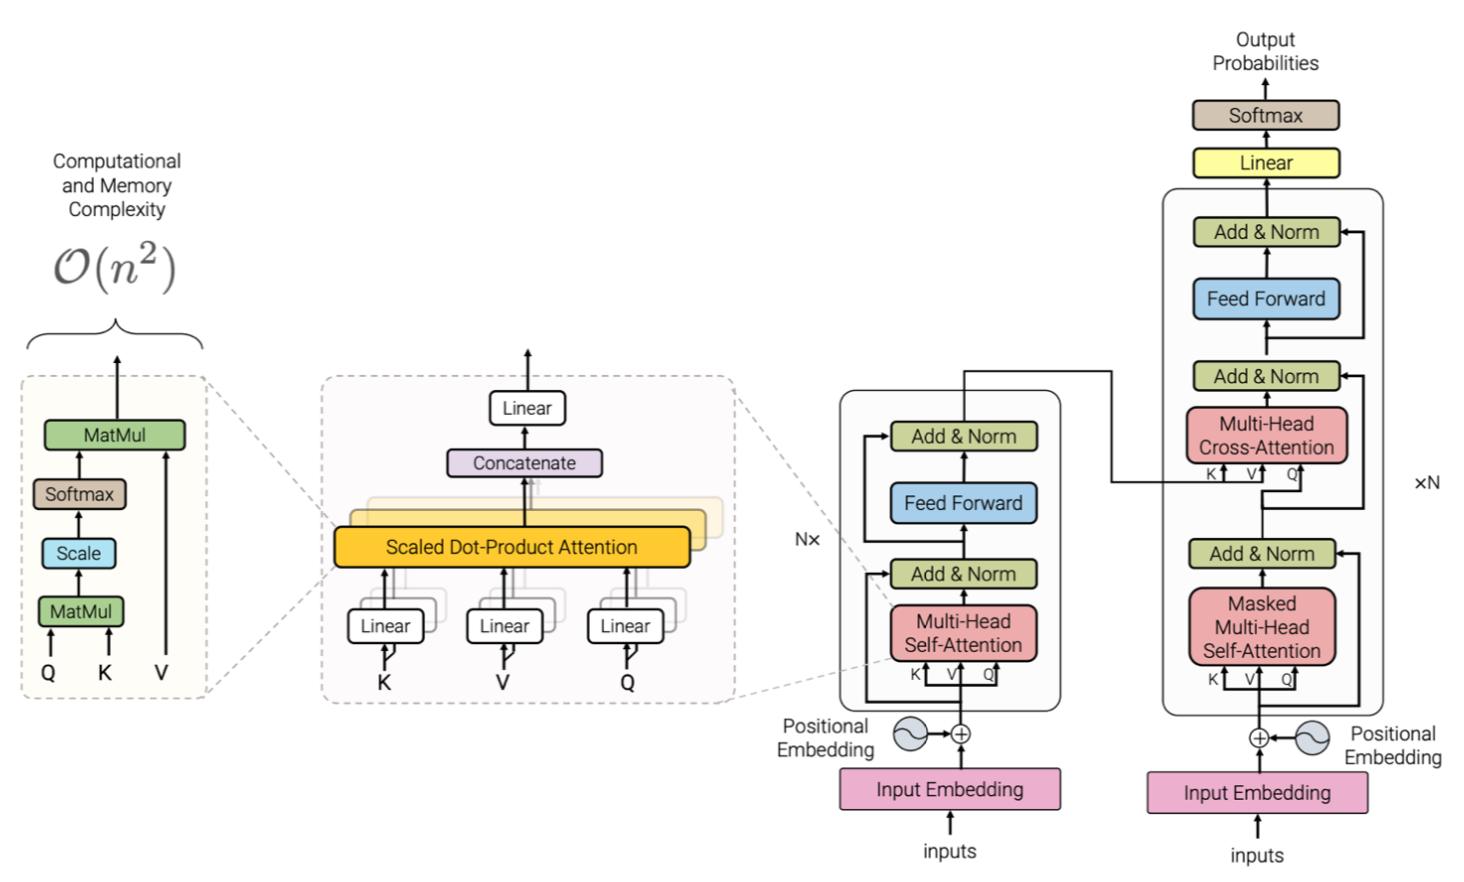 Computational
and Memory
Complexity
O(n²)
MatMul
Softmax
Scale
MatMul
Q K V
Linear
Concatenate
Scaled Dot-Product Attention
Linear Linear Linear
K V Q
N×
Add & Norm
Feed Forward
Add & Norm
Multi-Head
Self-Attention
K V Q
Positional
Embedding
Input Embedding
inputs
Output
Probabilities
Softmax
Linear
Add & Norm
Feed Forward
Add & Norm
Multi-Head
Cross-Attention
K V Q
×N
Add & Norm
Masked
Multi-Head
Self-Attention
K V Q
Positional
Embedding
Input Embedding
inputs